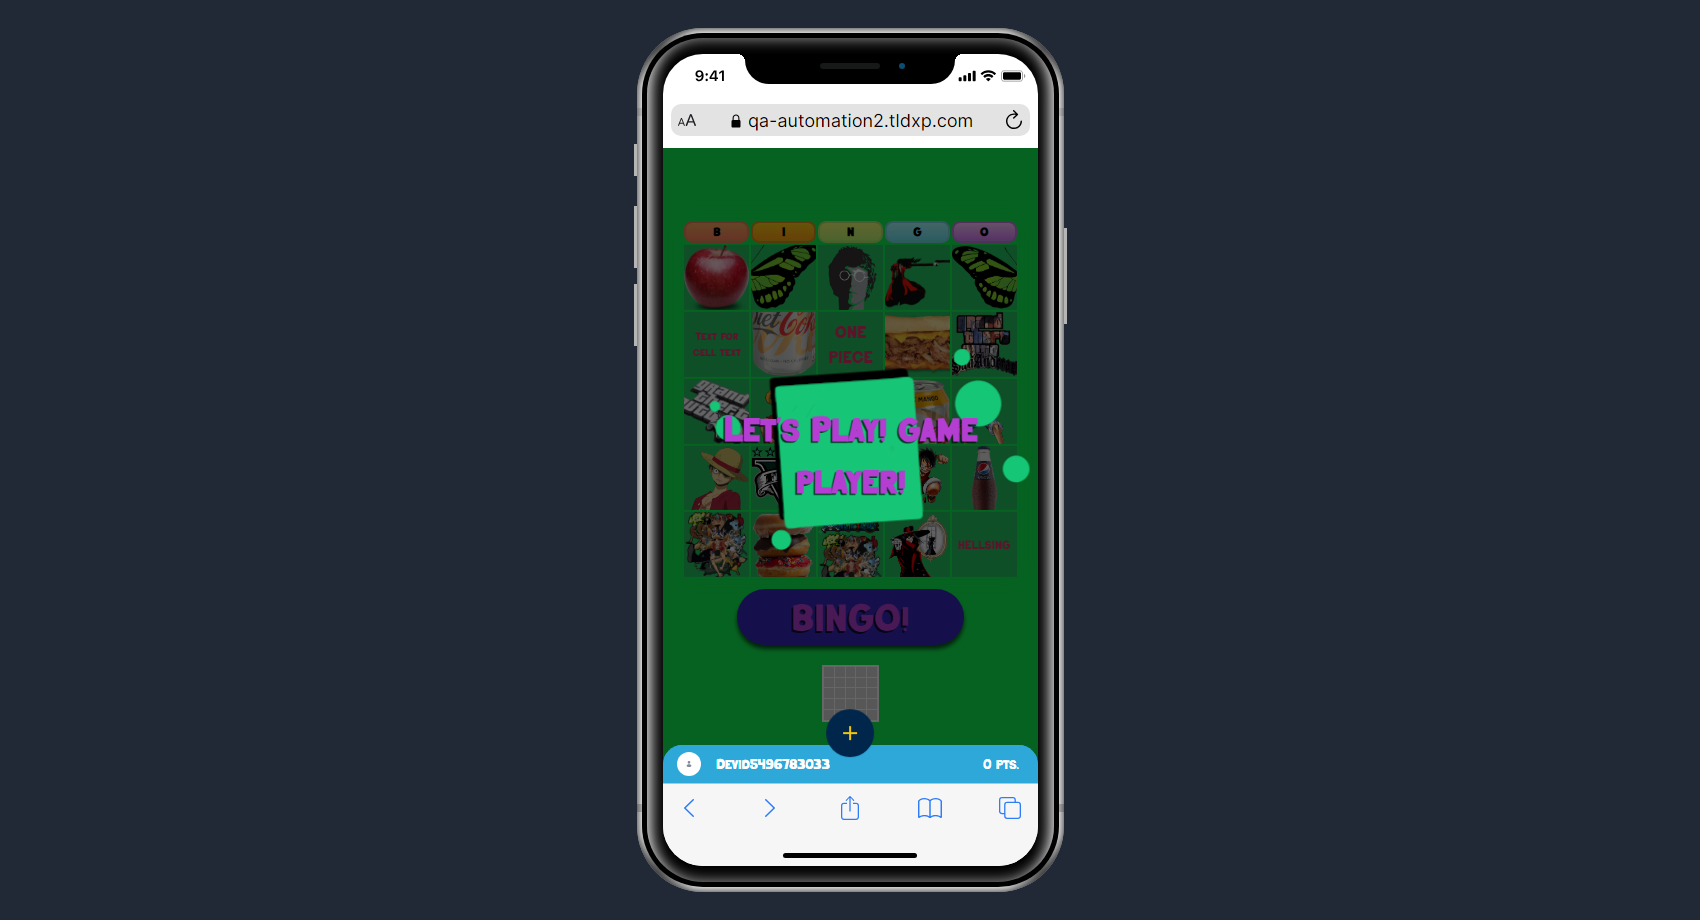 9:41
AA qa-automation2.tldxp.com
B I N G O
TEXT FOR
CELL TEXT
ONE
PIECE
MANGO
LET'S PLAY! GAME
PLAYER!
HELLSING
BINGO!
+
DEVID5496783033 0 PTS.